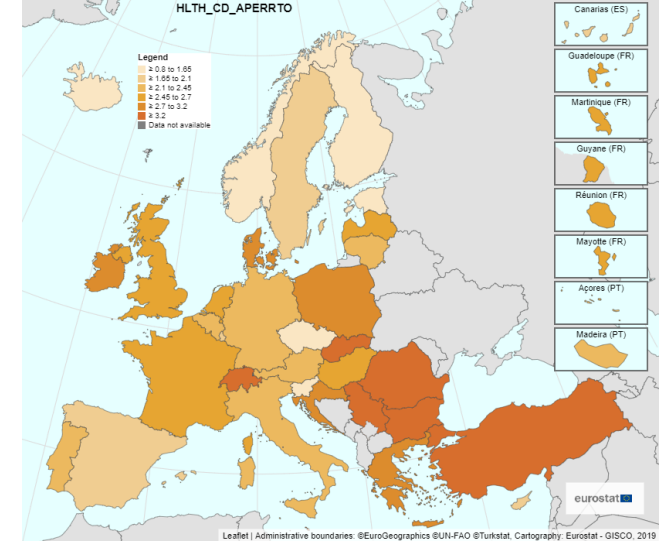 HLTH_CD_APERRTO
Legend
≥ 0.8 to 1.65
≥ 1.65 to 2.1
≥ 2.1 to 2.45
≥ 2.45 to 2.7
≥ 2.7 to 3.2
≥ 3.2
Data not available
Canarias (ES)
Guadeloupe (FR)
Martinique (FR)
Guyane (FR)
Réunion (FR)
Mayotte (FR)
Açores (PT)
Madeira (PT)
eurostat
Leaflet | Administrative boundaries: ©EuroGeographics ©UN-FAO ©Turkstat, Cartography: Eurostat - GISCO, 2019